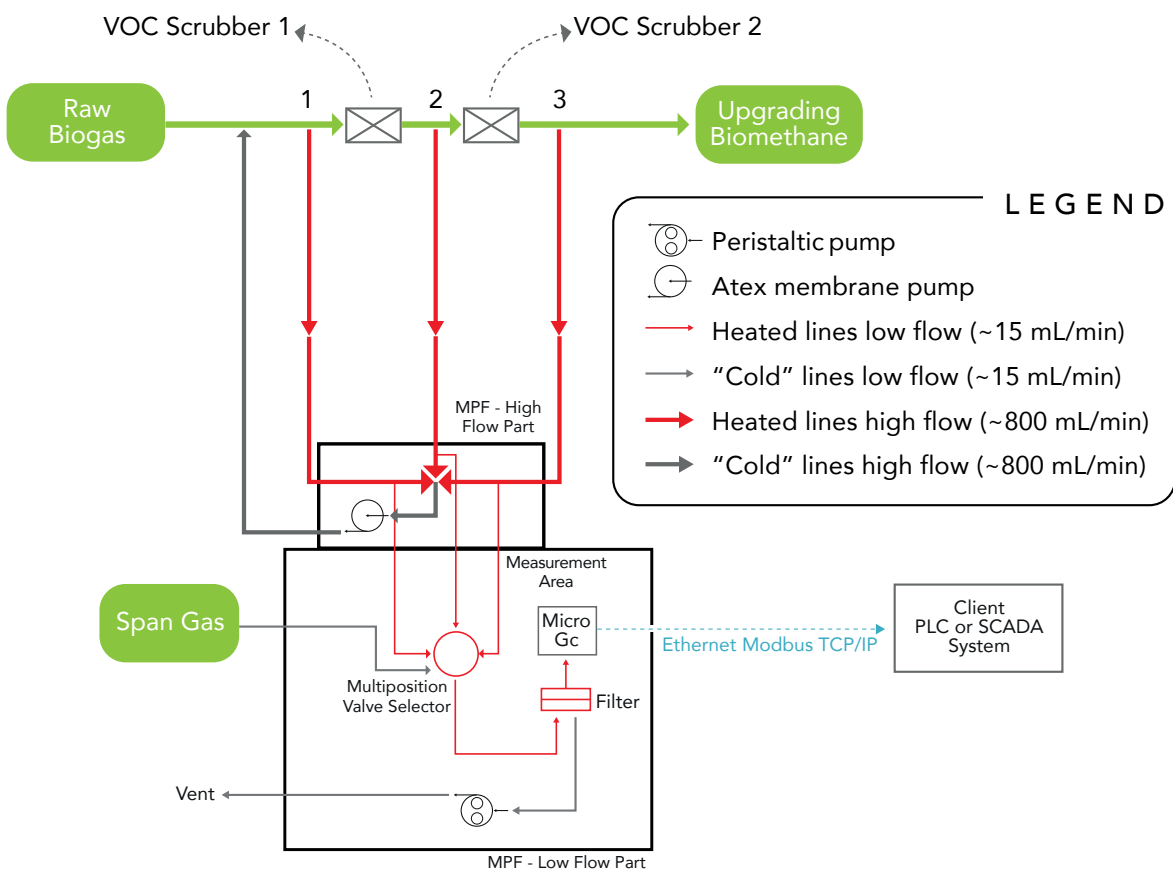 VOC Scrubber 1
VOC Scrubber 2
Raw
Biogas
1
2
3
Upgrading
Biomethane
LEGEND
Peristaltic pump
Atex membrane pump
Heated lines low flow (~15 mL/min)
“Cold” lines low flow (~15 mL/min)
Heated lines high flow (~800 mL/min)
“Cold” lines high flow (~800 mL/min)
MPF - High
Flow Part
Measurement
Area
Span Gas
Micro
Gc
Ethernet Modbus TCP/IP
Client
PLC or SCADA
System
Multiposition
Valve Selector
Filter
Vent
MPF - Low Flow Part